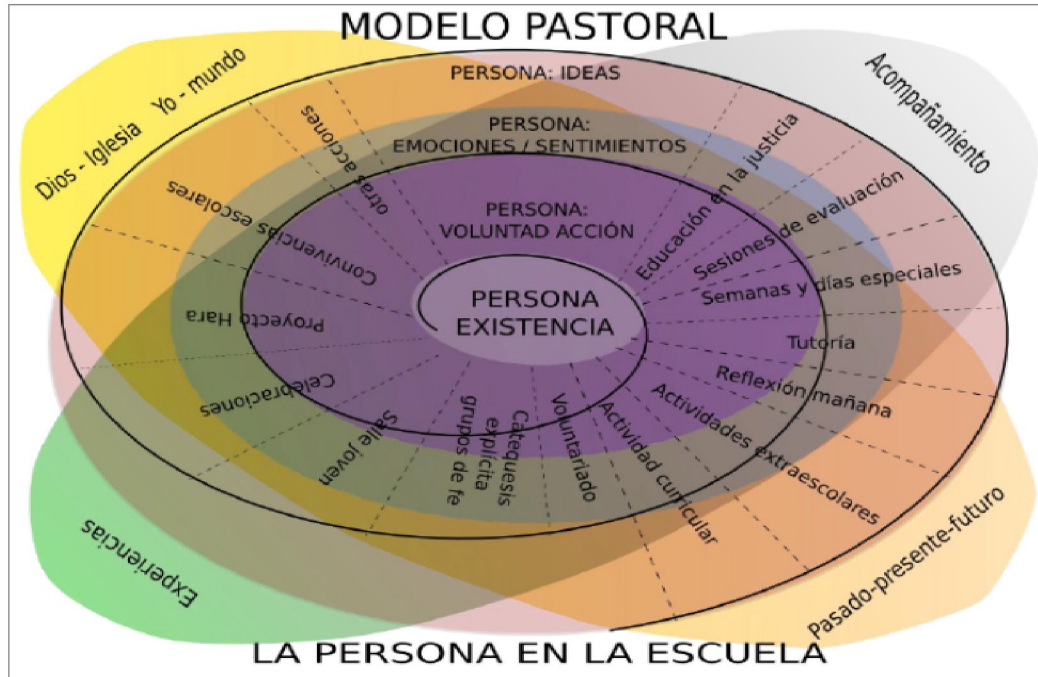 MODELO PASTORAL
PERSONA: IDEAS
PERSONA:
EMOCIONES / SENTIMIENTOS
PERSONA:
VOLUNTAD ACCIÓN
PERSONA
EXISTENCIA
Dios - Iglesia Yo - mundo
Acompañamiento
Educación en la justicia
Sesiones de evaluación
Semanas y días especiales
Tutoría
Reflexión mañana
Actividades extraescolares
Actividad curricular
Voluntariado
Catequesis
explícita
grupos de fe
Salle joven
Celebraciones
Proyecto Hara
Convivencias escolares
otras acciones
Experiencias
Pasado-presente-futuro
LA PERSONA EN LA ESCUELA